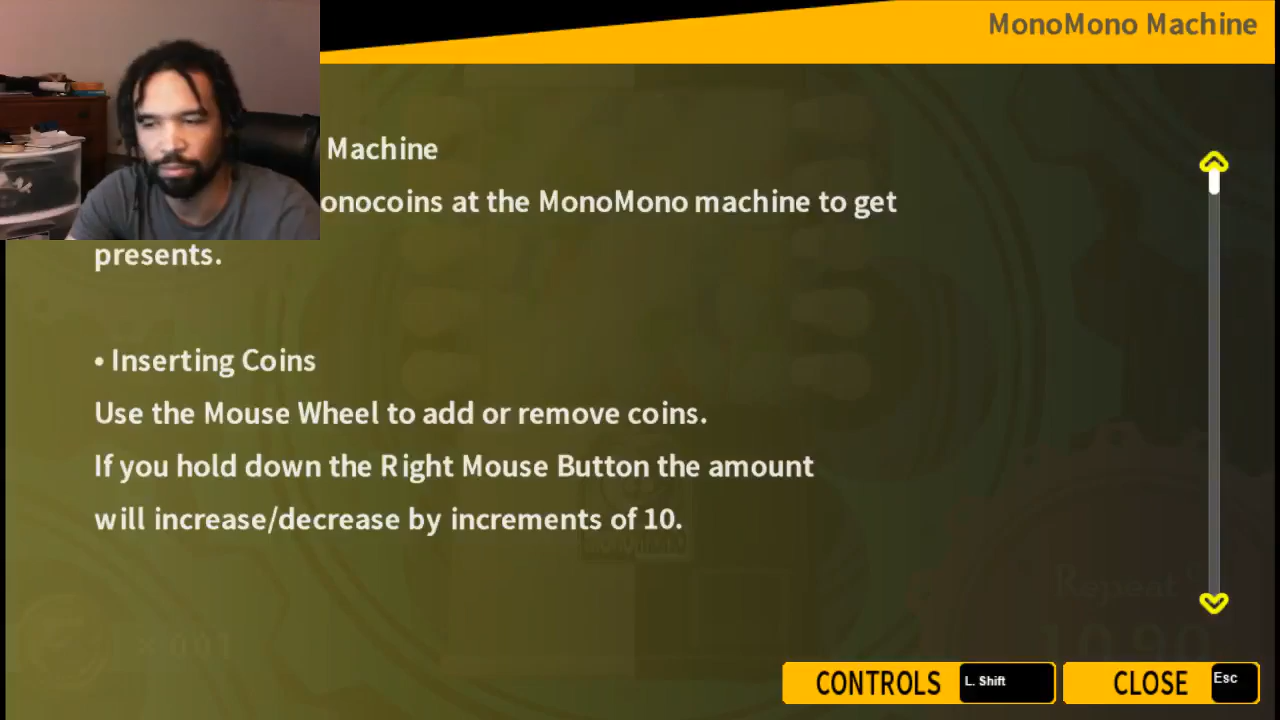 MonoMono Machine
Machine
onocoins at the MonoMono machine to get
presents.
• Inserting Coins
Use the Mouse Wheel to add or remove coins.
If you hold down the Right Mouse Button the amount
will increase/decrease by increments of 10.
Repeat
CONTROLS L. Shift CLOSE Esc